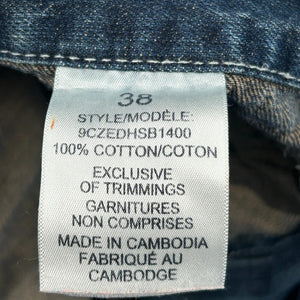 38
STYLE/MODÈLE:
9CZEDHSB1400
100% COTTON/COTON
EXCLUSIVE
OF TRIMMINGS
GARNITURES
NON COMPRISES
MADE IN CAMBODIA
FABRIQUÉ AU
CAMBODGE